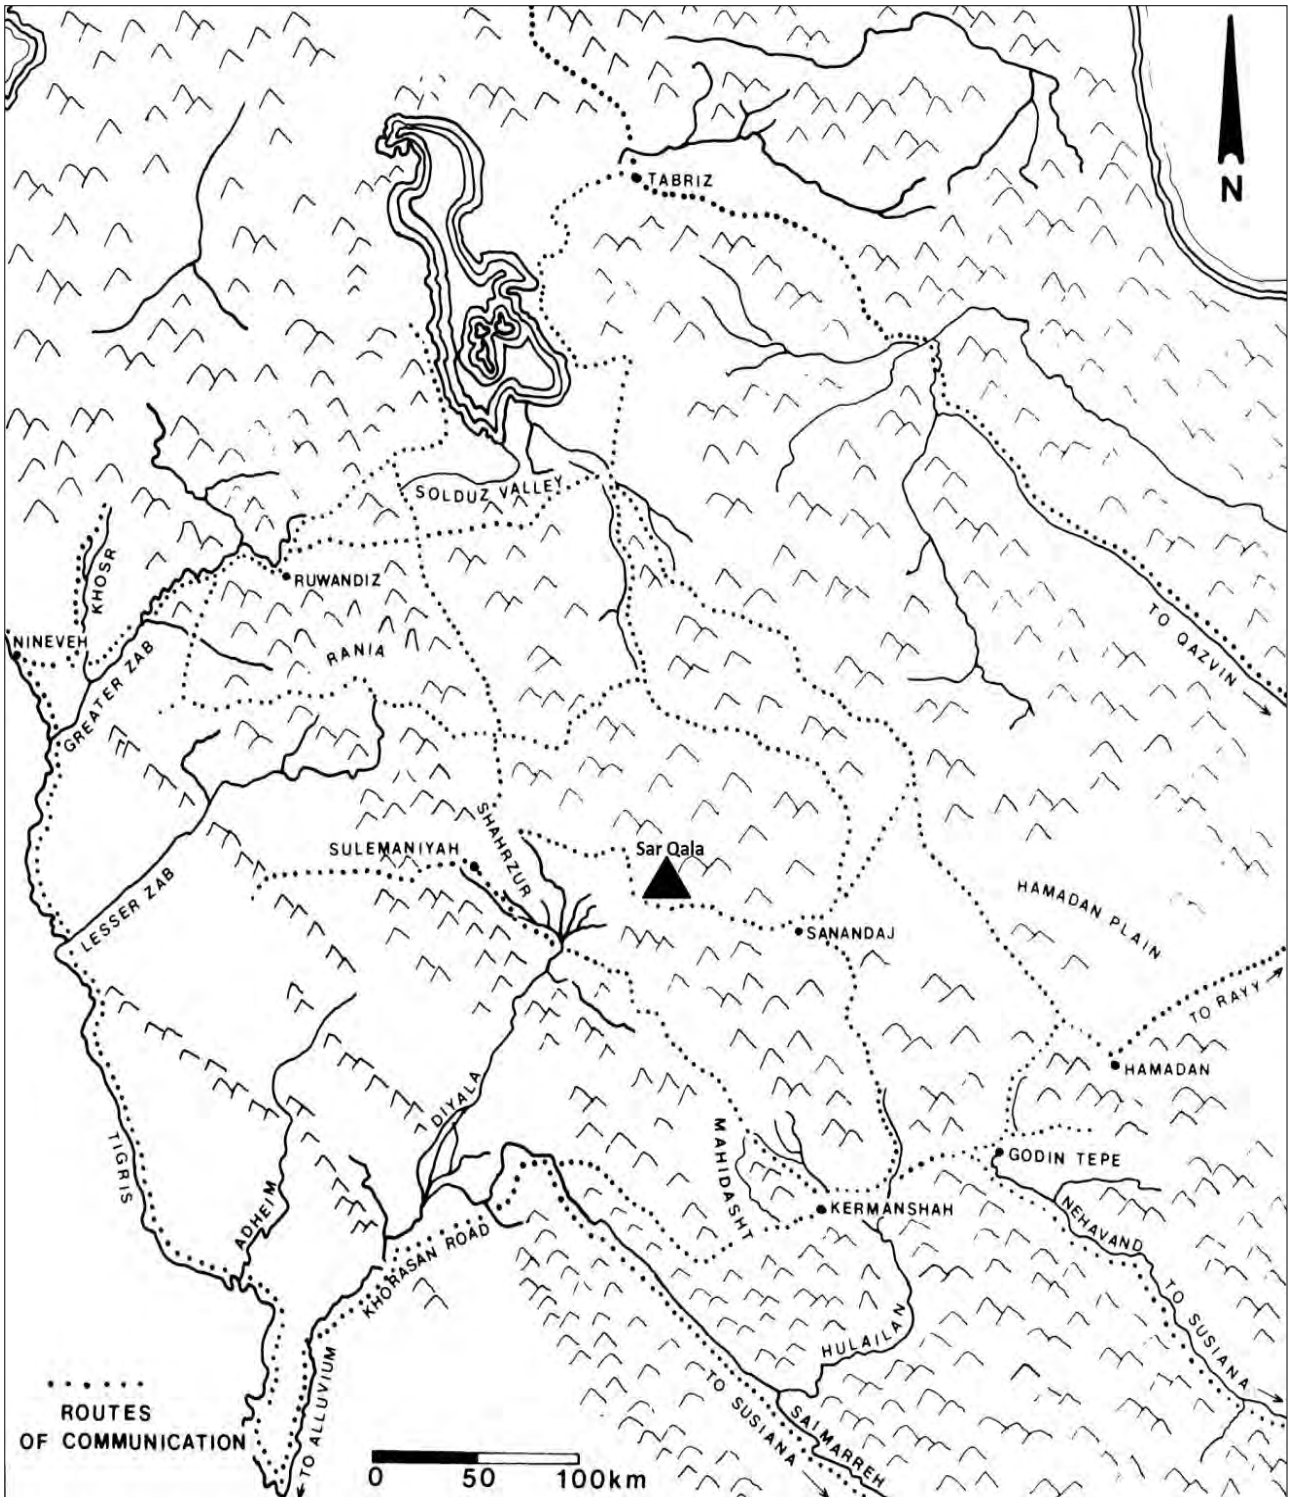 N
TABRIZ
SOLDUZ VALLEY
KHOSR
RUWANDIZ
NINEVEH
RANIA
GREATER ZAB
TO QAZVIN
SHAHRZUR
SULEMANIYAH
Sar Qala
LESSER ZAB
HAMADAN PLAIN
SANANDAJ
TO RAYY
HAMADAN
DIYALA
TIGRIS
MAHIDASHT
GODIN TEPE
ADHEIM
KERMANSHAH
NEHAVAND
KHORASAN ROAD
TO SUSIANA
HULAILAN
TO ALLUVIUM
TO SUSIANA
SAIMARREH
ROUTES
OF COMMUNICATION
0 50 100km